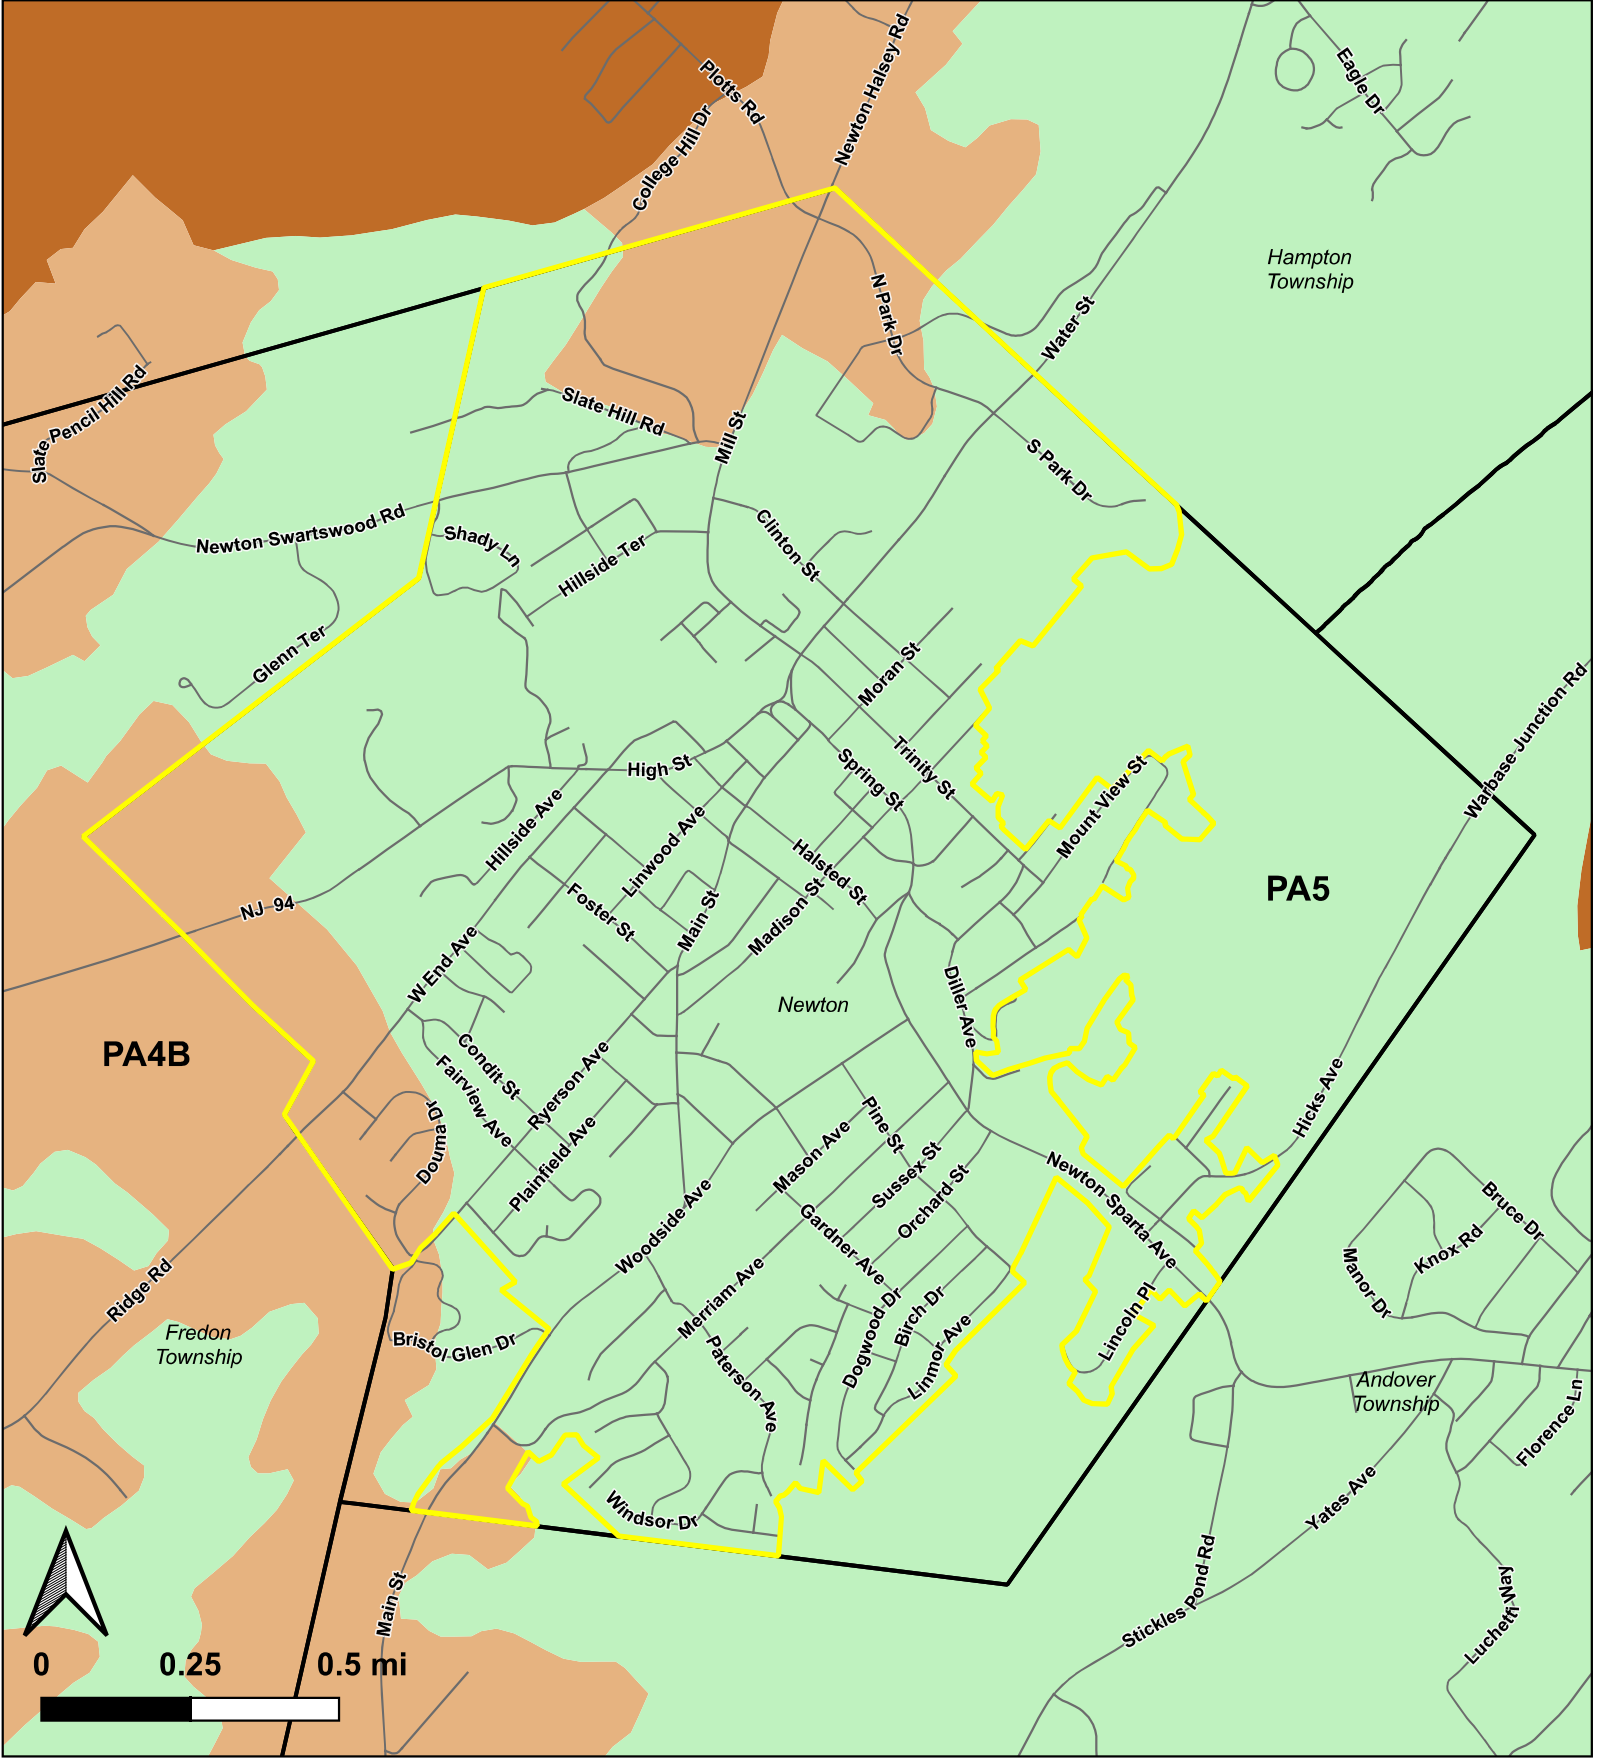 Newton Halsey Rd
Plotts Rd
Eagle Dr
College Hill Dr
Hampton
Township
N Park Dr
Water St
Slate Pencil Hill Rd
Slate Hill Rd
Mill St
S Park Dr
Newton Swartswood Rd
Shady Ln
Clinton St
Hillside Ter
Glenn Ter
Moran St
Warbase Junction Rd
High St
Spring St
Trinity St
Mount View St
Hillside Ave
Linwood Ave
Halsted St
PA5
Foster St
Main St
Madison St
NJ 94
W End Ave
Diller Ave
Newton
PA4B
Condit St
Fairview Ave
Ryerson Ave
Douma Dr
Plainfield Ave
Pine St
Mason Ave
Sussex St
Orchard St
Hicks Ave
Newton Sparta Ave
Woodside Ave
Gardner Ave
Bruce Dr
Knox Rd
Manor Dr
Ridge Rd
Merriam Ave
Dogwood Dr
Birch Dr
Linmor Ave
Lincoln Pl
Fredon
Township
Bristol Glen Dr
Paterson Ave
Andover
Township
Florence Ln
Windsor Dr
Yates Ave
Main St
Stickles Pond Rd
Luchetti Way
0 0.25 0.5 mi